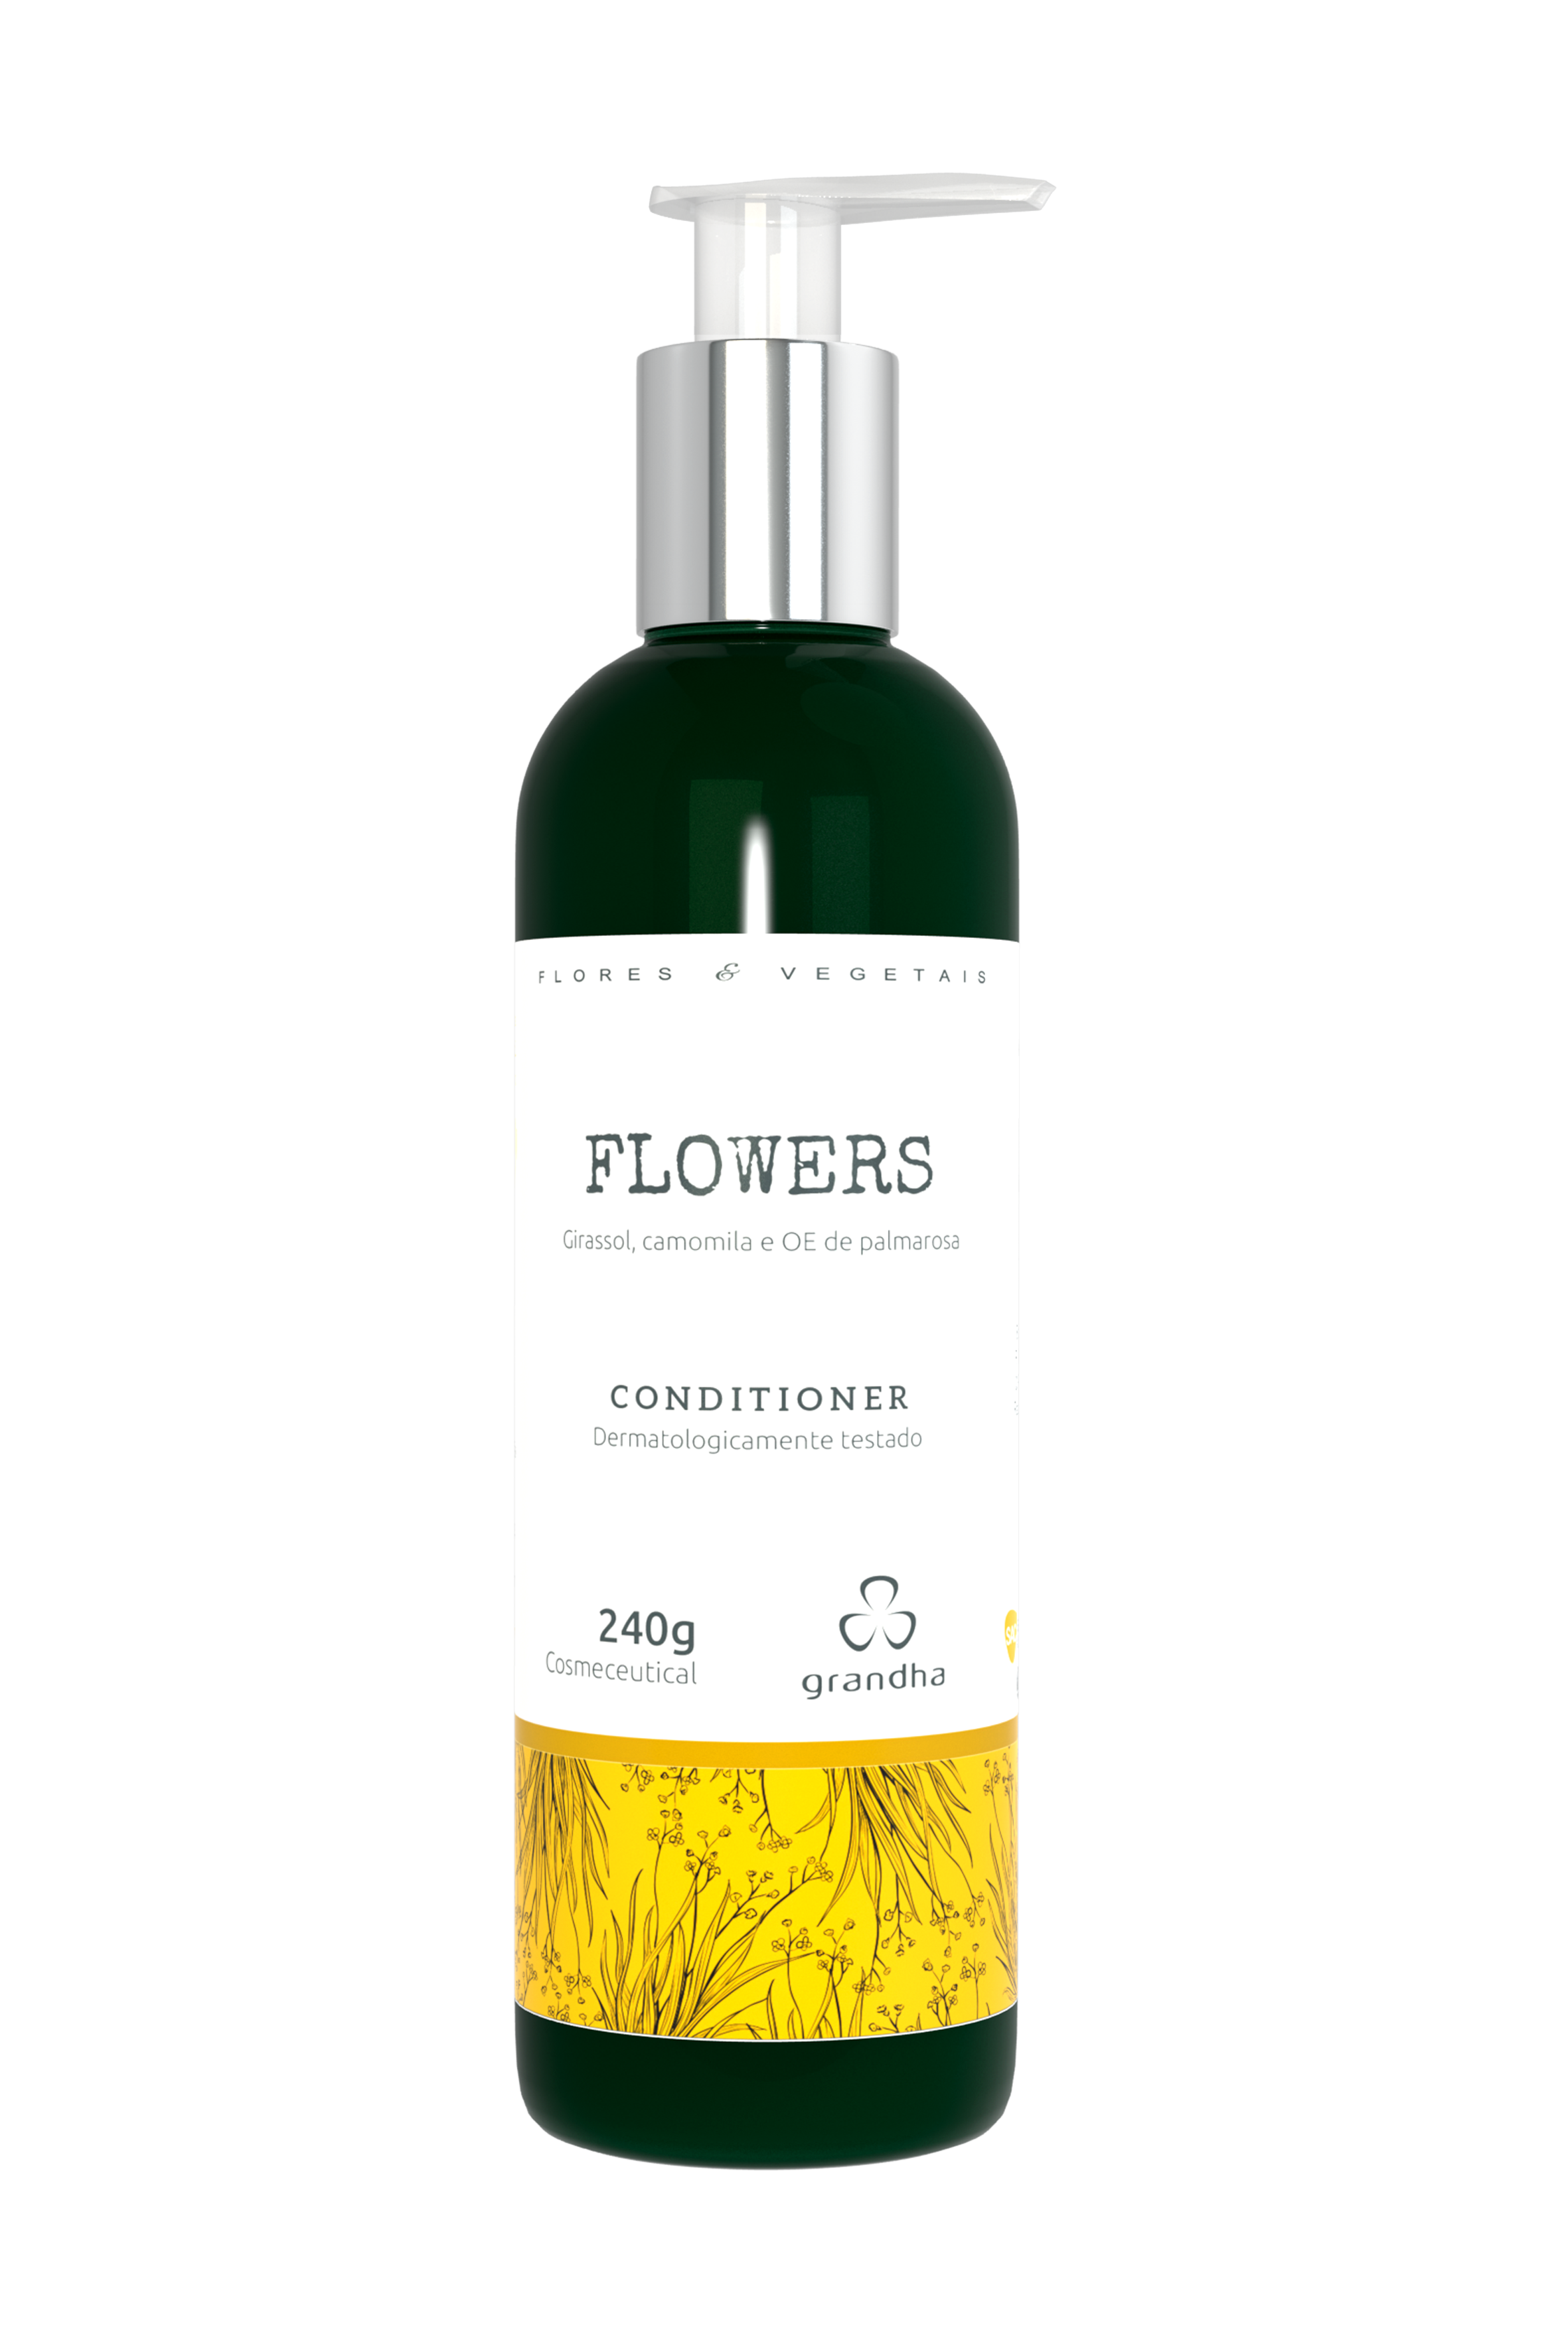 FLORES & VEGETAIS
FLOWERS
Girassol, camomila e OE de palmarosa
CONDITIONER
Dermatologicamente testado
240g
Cosmeceutical
grandha